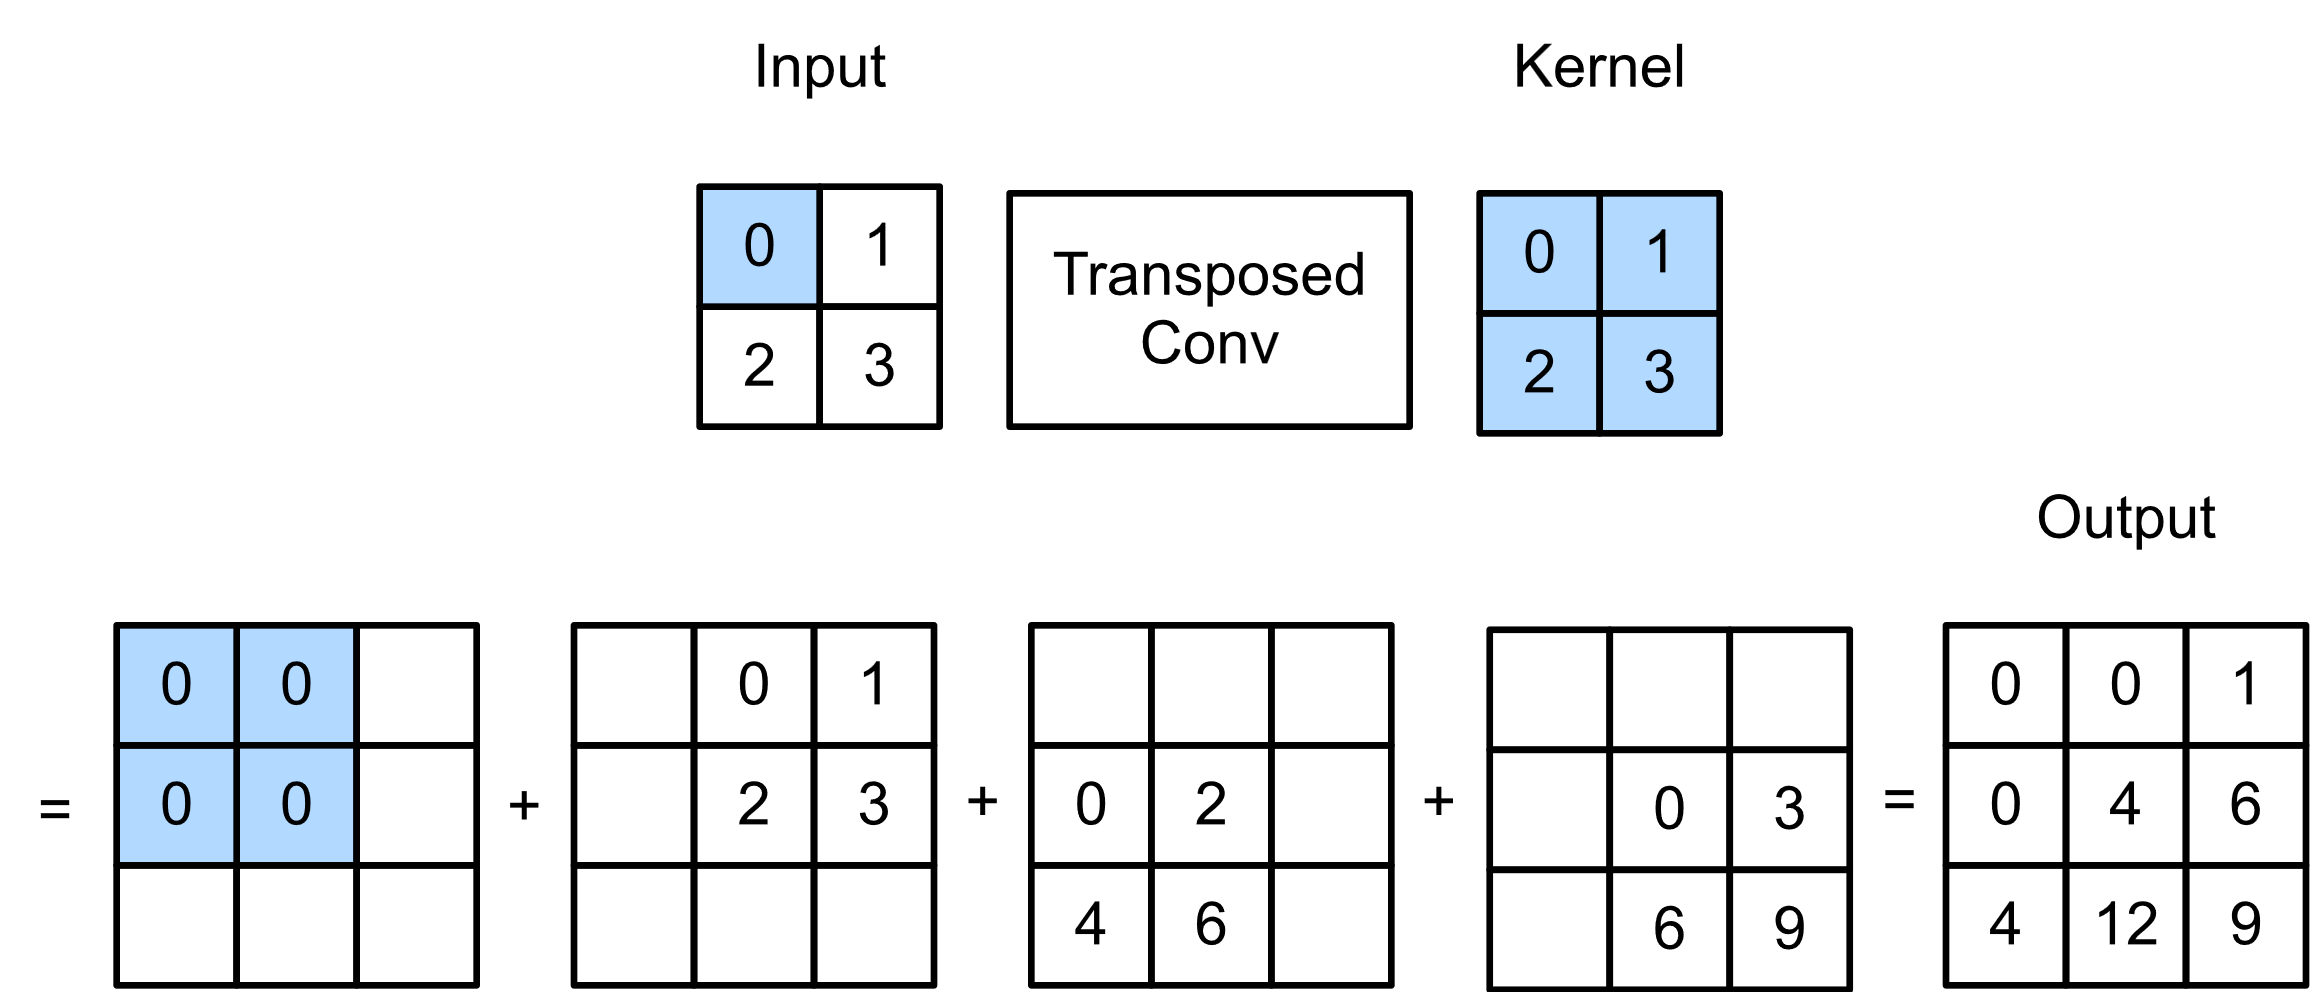 Input Kernel
0 1
2 3
Transposed
Conv
0 1
2 3
Output
= 0 0 + 0 1 + + = 0 0 1
0 0 2 3 0 2 0 3 0 4 6
4 6 6 9 4 12 9